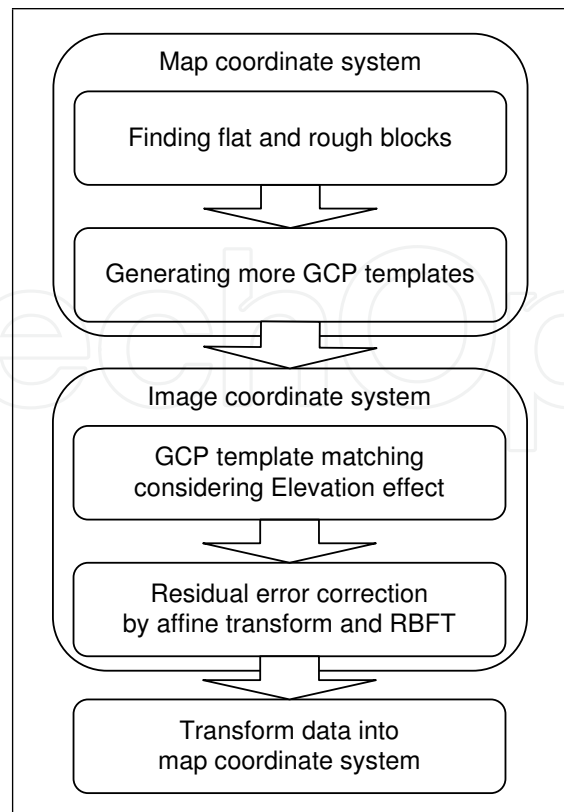 Map coordinate system
Finding flat and rough blocks
Generating more GCP templates
Image coordinate system
GCP template matching
considering Elevation effect
Residual error correction
by affine transform and RBFT
Transform data into
map coordinate system